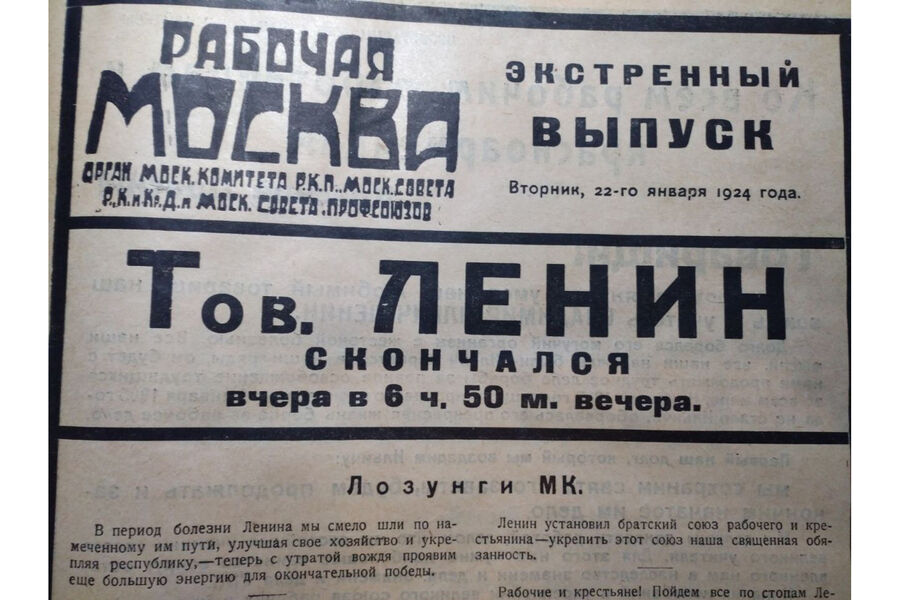 РАБОЧАЯ
МОСКВА
ОРГАН МОСК. КОМИТЕТА Р.К.П., МОСК. СОВЕТА
Р.К. и Кр.Д. и МОСК. СОВЕТА ПРОФСОЮЗОВ
ЭКСТРЕННЫЙ
ВЫПУСК
Вторник, 22-го января 1924 года.
Тов. ЛЕНИН
СКОНЧАЛСЯ
вчера в 6 ч. 50 м. вечера.
Лозунги МК.
В период болезни Ленина мы смело шли по на-
меченному им пути, улучшая свое хозяйство и укре-
пляя республику,—теперь с утратой вождя проявим
еще большую энергию для окончательной победы.
Ленин установил братский союз рабочего и кре-
стьянина—укрепить этот союз наша священная обя-
занность.
Рабочие и крестьяне! Пойдем все по стопам Ле-